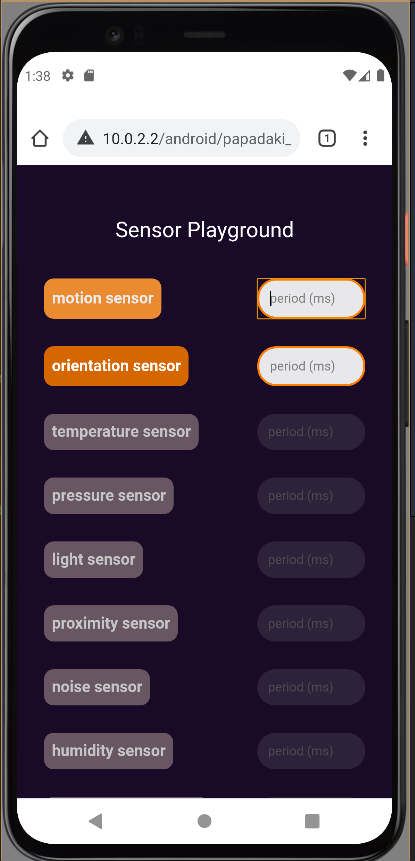 1:38
10.0.2.2/android/papadaki_
1
Sensor Playground
motion sensor period (ms)
orientation sensor period (ms)
temperature sensor period (ms)
pressure sensor period (ms)
light sensor period (ms)
proximity sensor period (ms)
noise sensor period (ms)
humidity sensor period (ms)